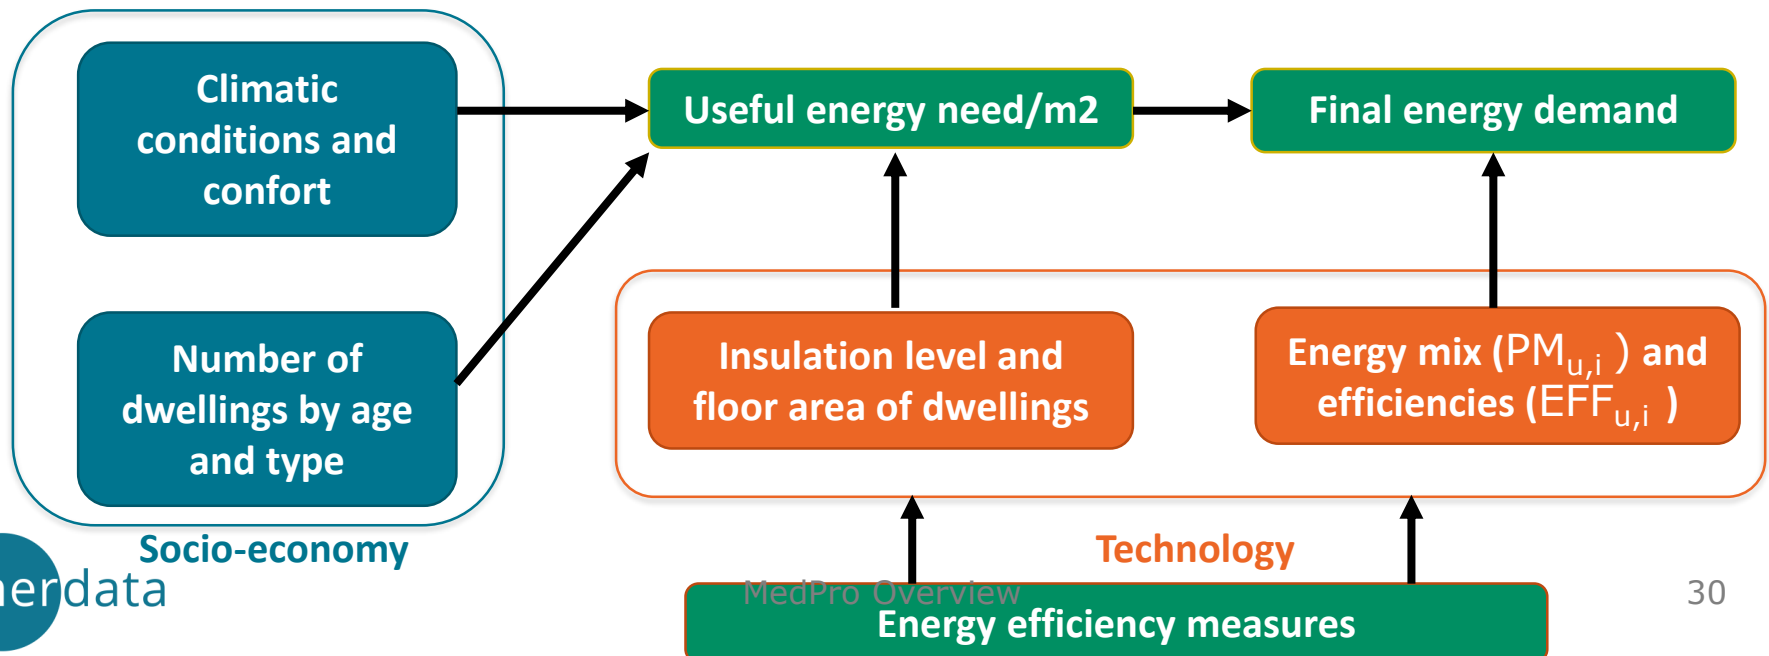 Climatic
conditions and
confort
Useful energy need/m2
Final energy demand
Number of
dwellings by age
and type
Insulation level and
floor area of dwellings
Energy mix (PMu,i ) and
efficiencies (EFFu,i )
Socio-economy
Technology
nerdata
MedPro Overview
30
Energy efficiency measures